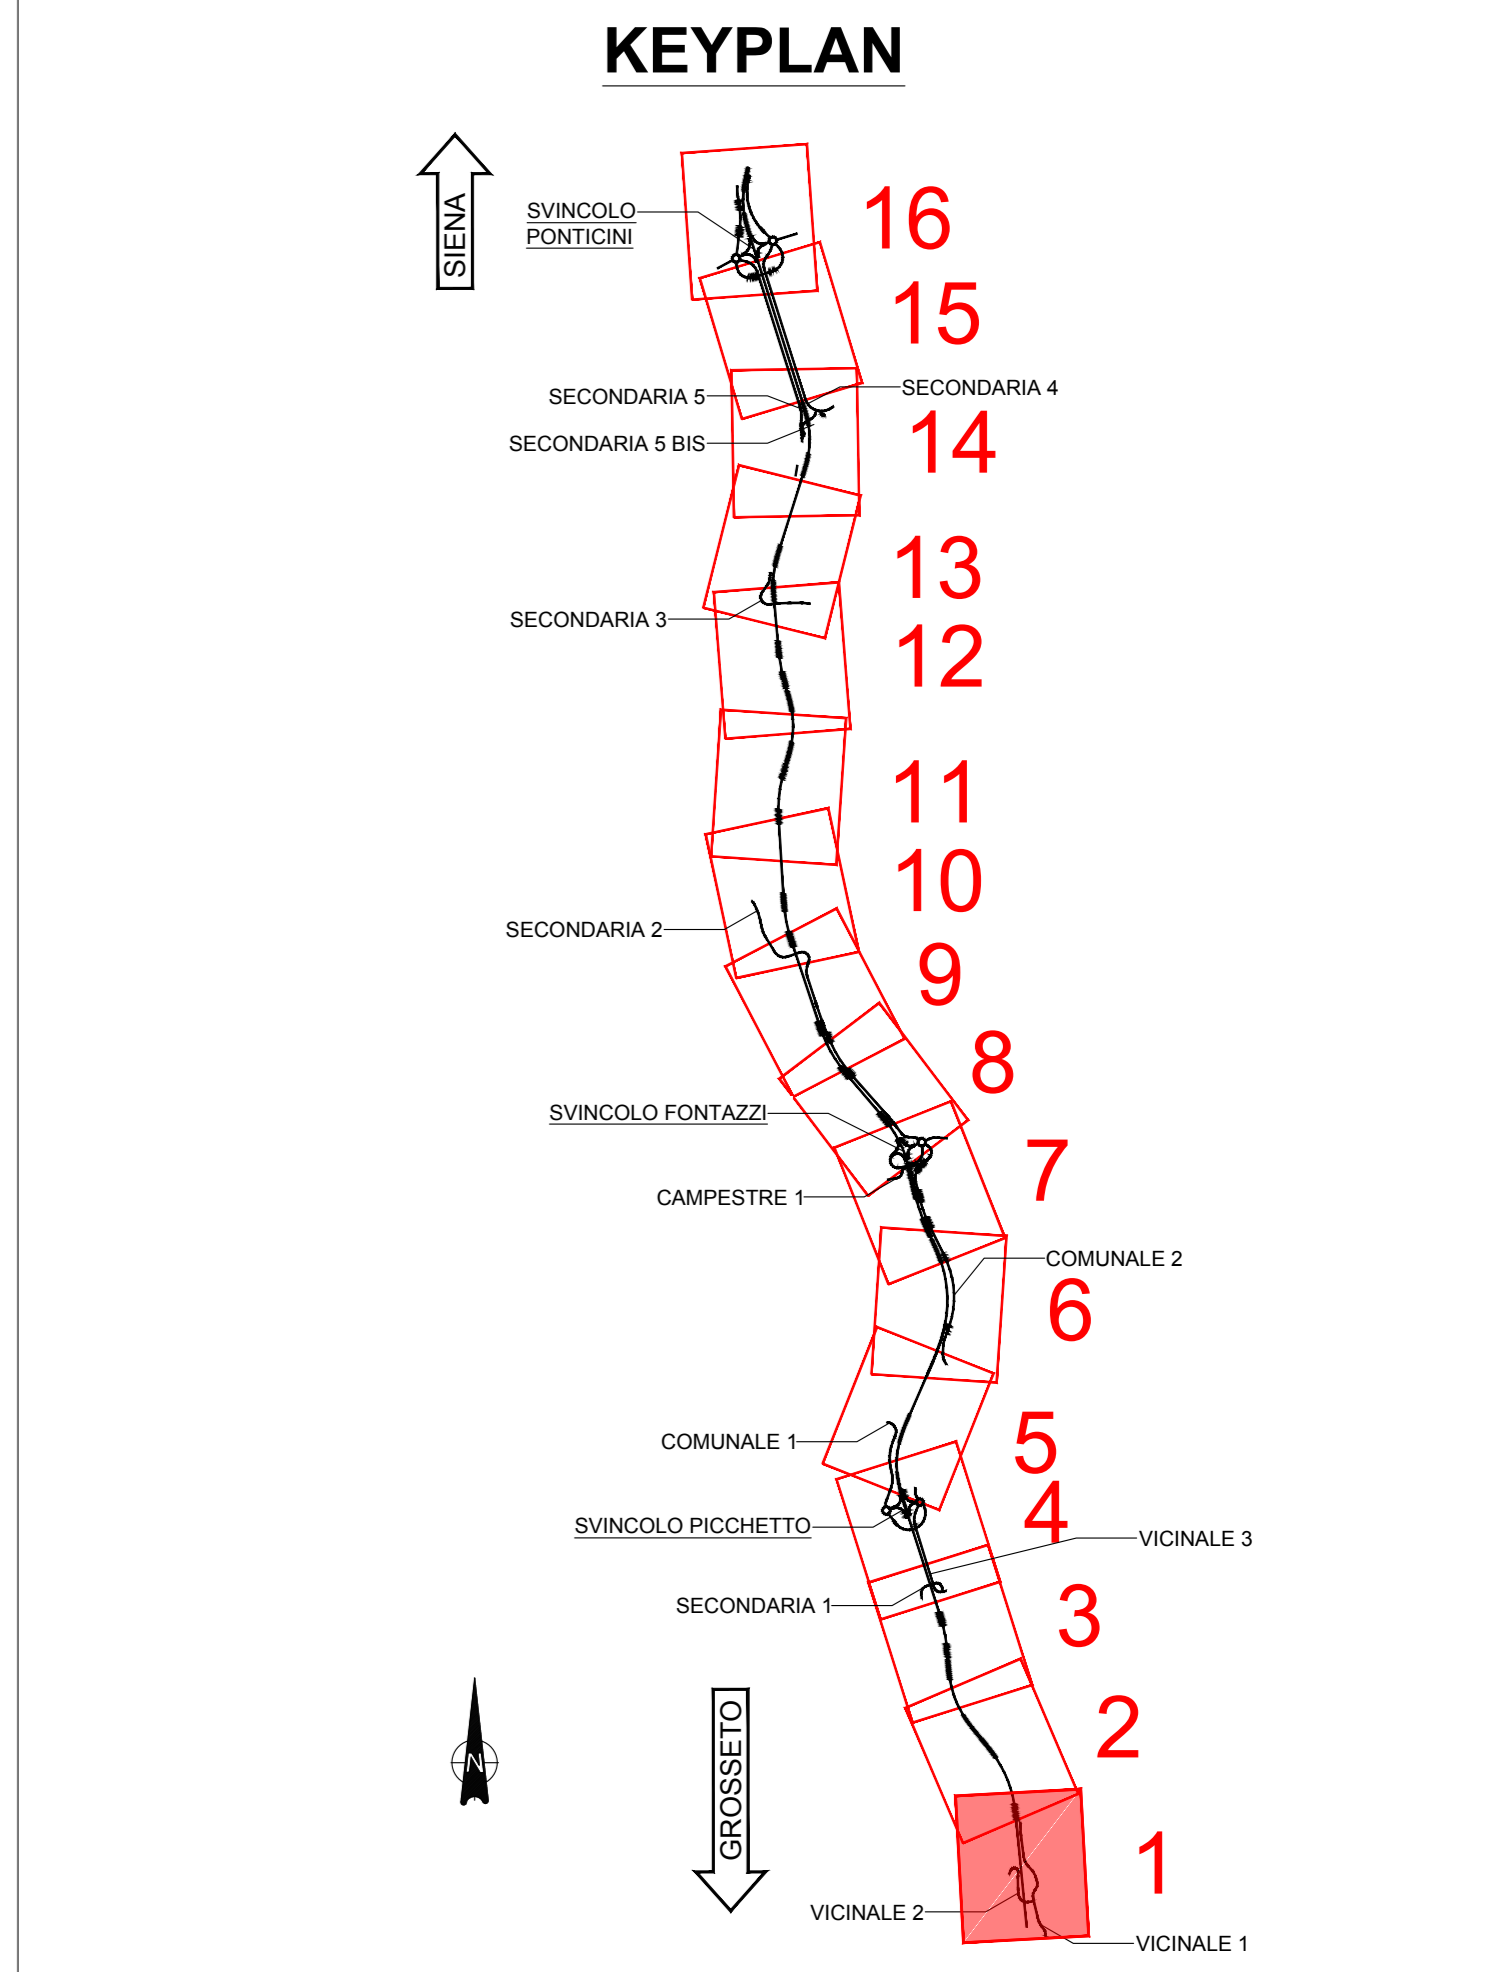 KEYPLAN
SIENA
SVINCOLO
PONTICINI
16
15
SECONDARIA 5
SECONDARIA 4
14
SECONDARIA 5 BIS
13
SECONDARIA 3
12
11
10
SECONDARIA 2
9
8
SVINCOLO FONTAZZI
7
CAMPESTRE 1
COMUNALE 2
6
COMUNALE 1
5
4
SVINCOLO PICCHETTO
VICINALE 3
SECONDARIA 1
3
2
N
GROSSETO
1
VICINALE 2
VICINALE 1